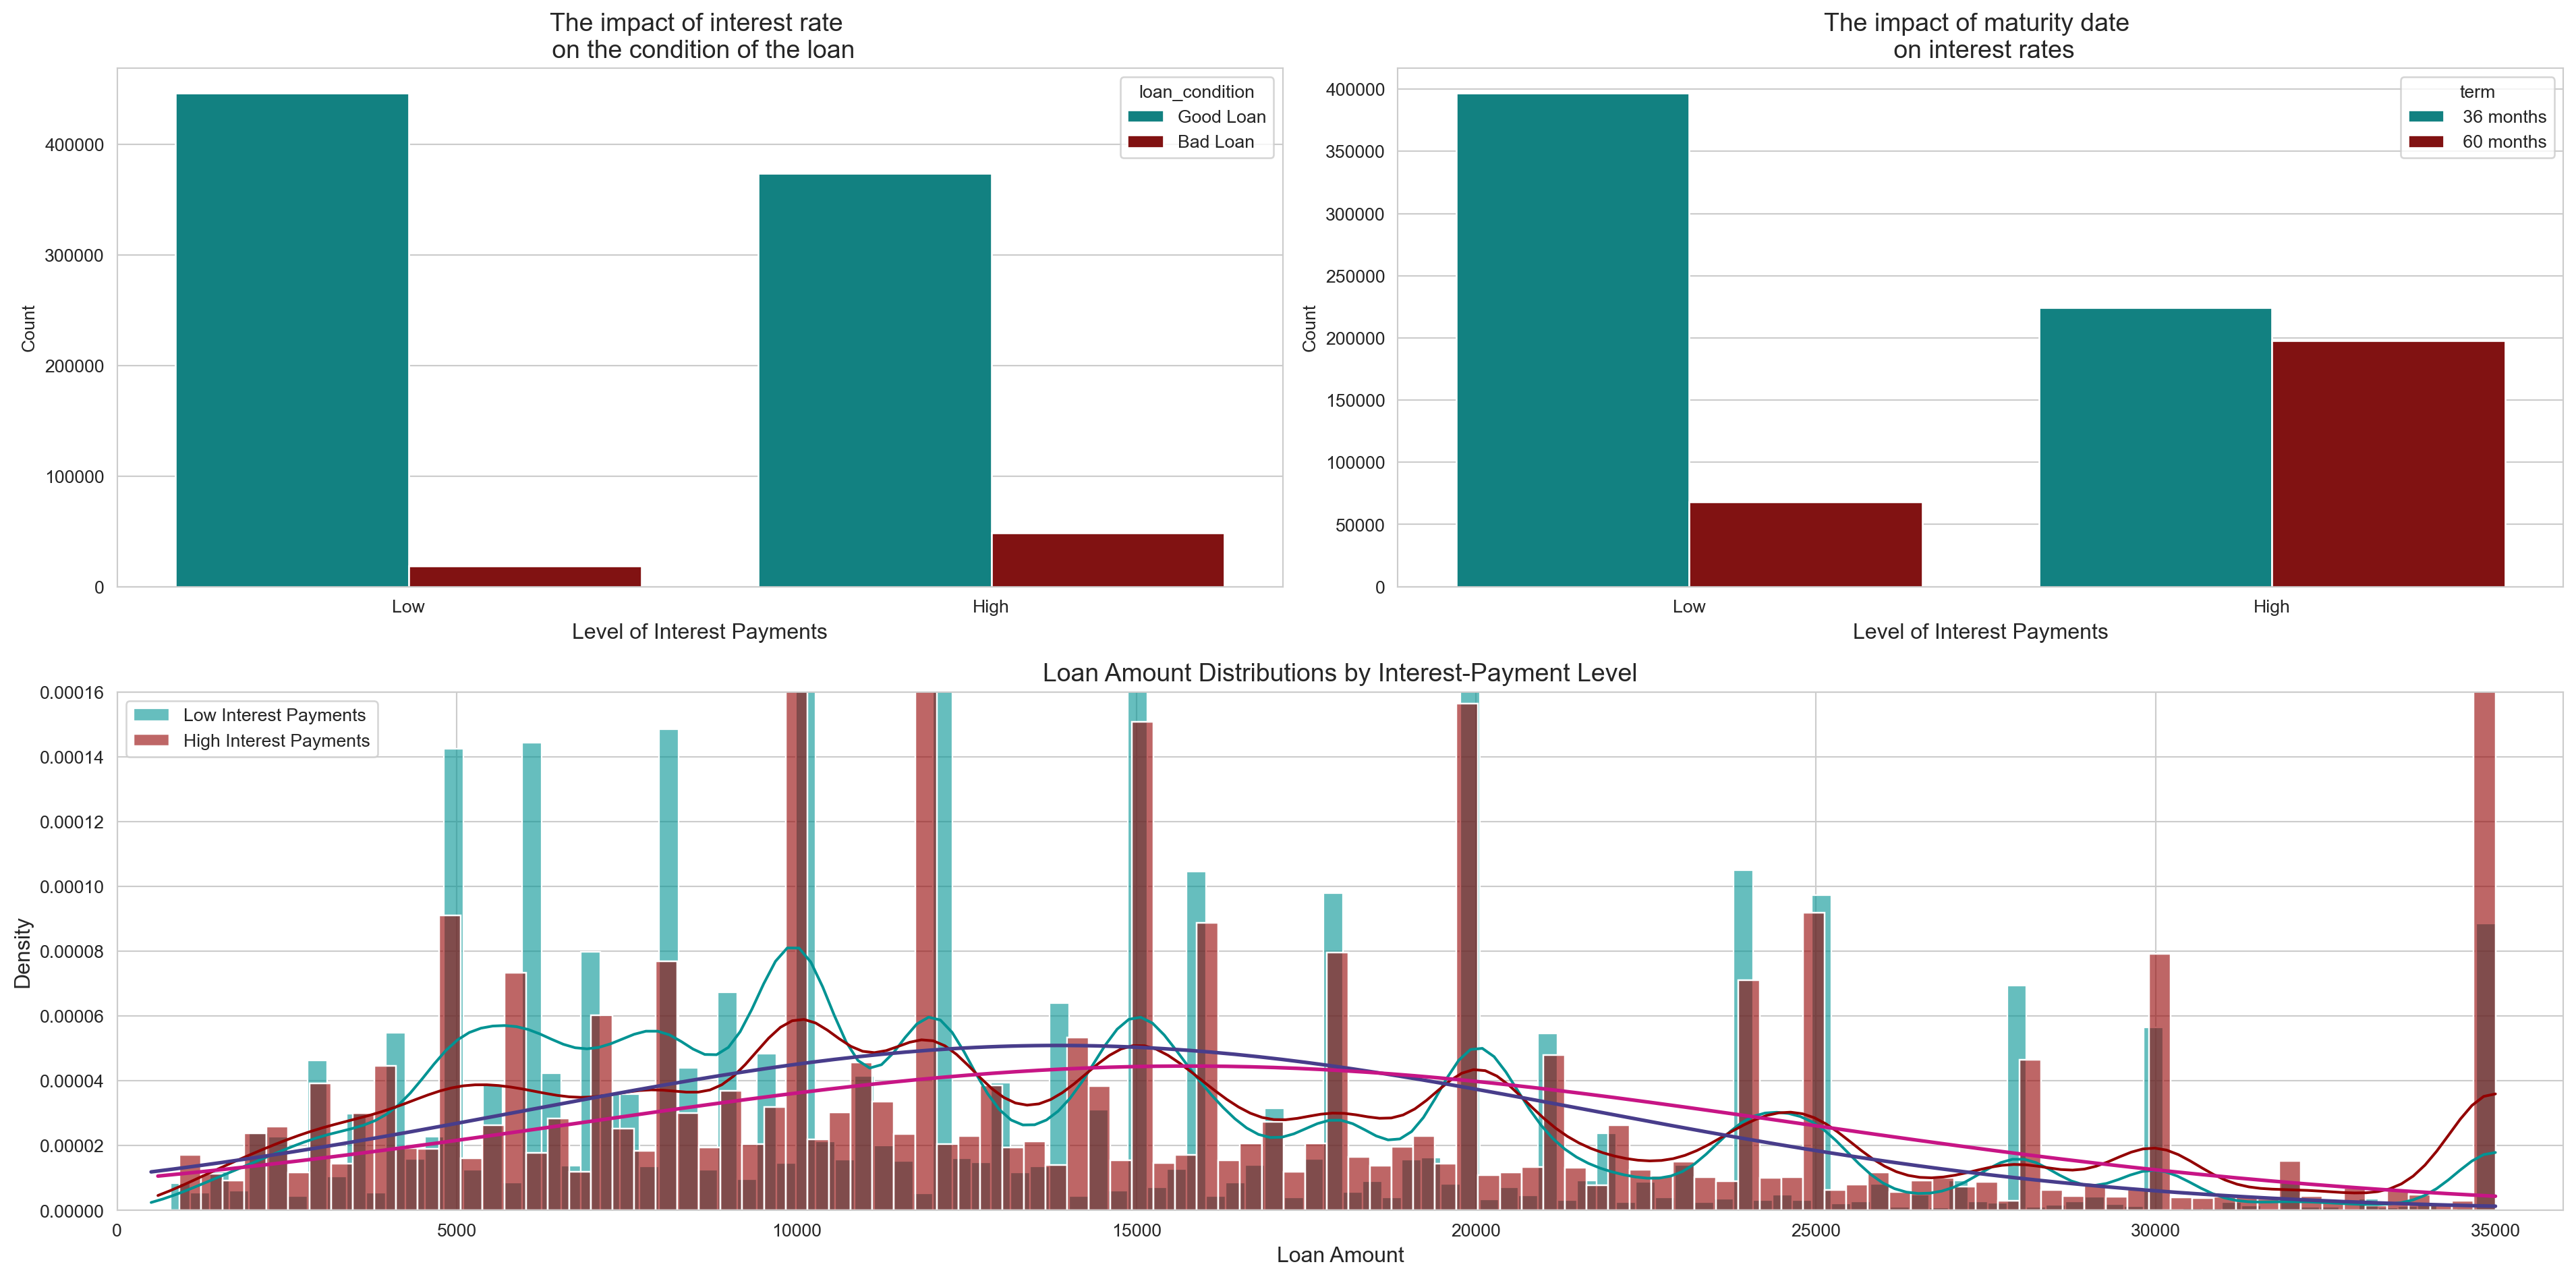 The impact of interest rate
on the condition of the loan
400000
300000
200000
100000
0
Count
Low
High
Level of Interest Payments
loan_condition
Good Loan
Bad Loan
The impact of maturity date
on interest rates
400000
350000
300000
250000
200000
150000
100000
50000
0
Count
Low
High
Level of Interest Payments
term
36 months
60 months
Loan Amount Distributions by Interest-Payment Level
Low Interest Payments
High Interest Payments
0.00016
0.00014
0.00012
0.00010
0.00008
0.00006
0.00004
0.00002
0.00000
Density
0
5000
10000
15000
20000
25000
30000
35000
Loan Amount